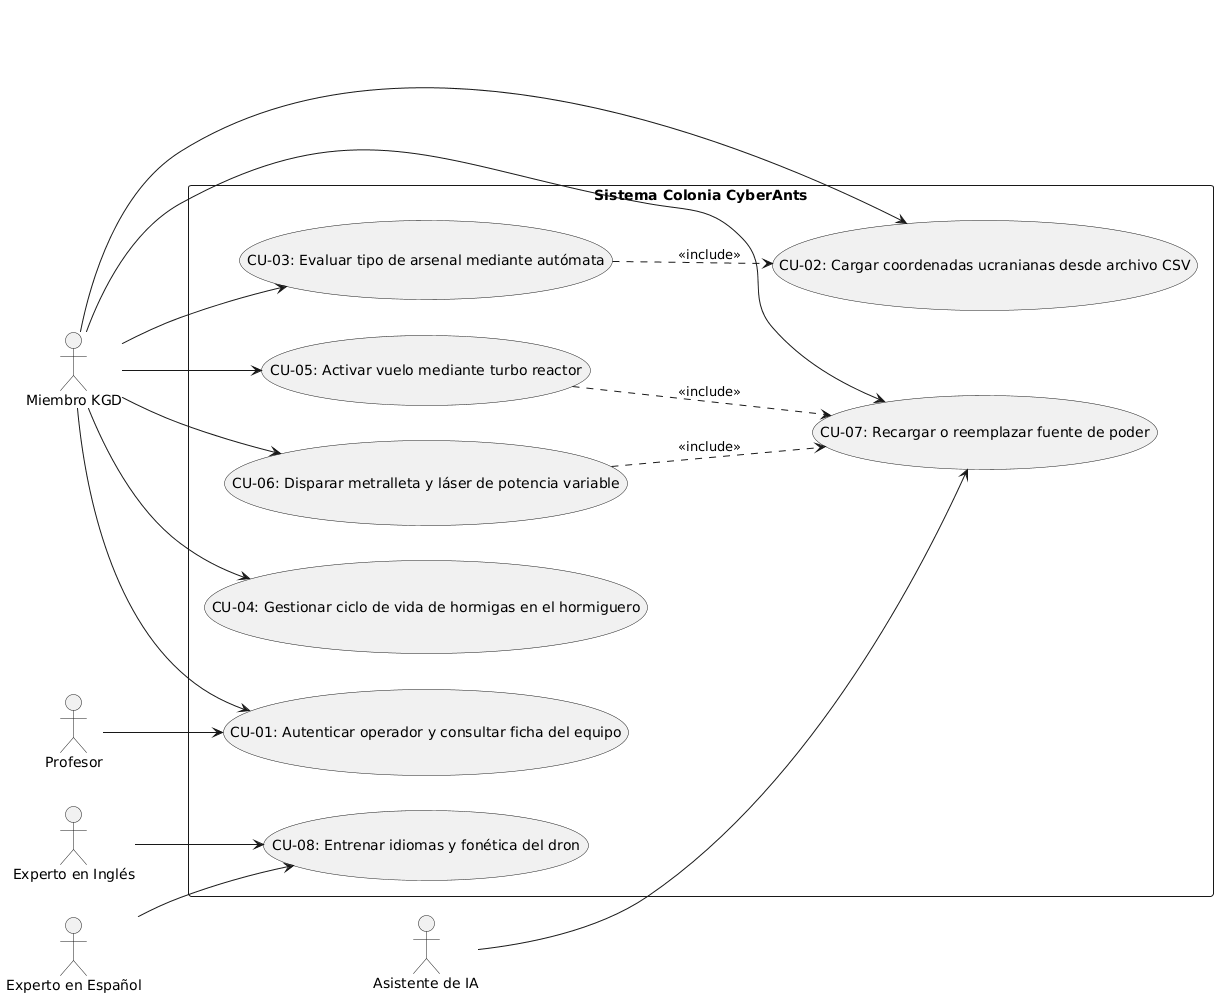 Sistema Colonia CyberAnts
CU-03: Evaluar tipo de arsenal mediante autómata
«include»
CU-02: Cargar coordenadas ucranianas desde archivo CSV
CU-05: Activar vuelo mediante turbo reactor
«include»
Miembro KGD
CU-07: Recargar o reemplazar fuente de poder
«include»
CU-06: Disparar metralleta y láser de potencia variable
CU-04: Gestionar ciclo de vida de hormigas en el hormiguero
CU-01: Autenticar operador y consultar ficha del equipo
Profesor
CU-08: Entrenar idiomas y fonética del dron
Experto en Inglés
Experto en Español
Asistente de IA